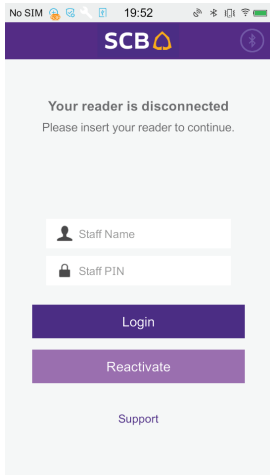 No SIM 19:52
SCB
Your reader is disconnected
Please insert your reader to continue.
Staff Name
Staff PIN
Login
Reactivate
Support